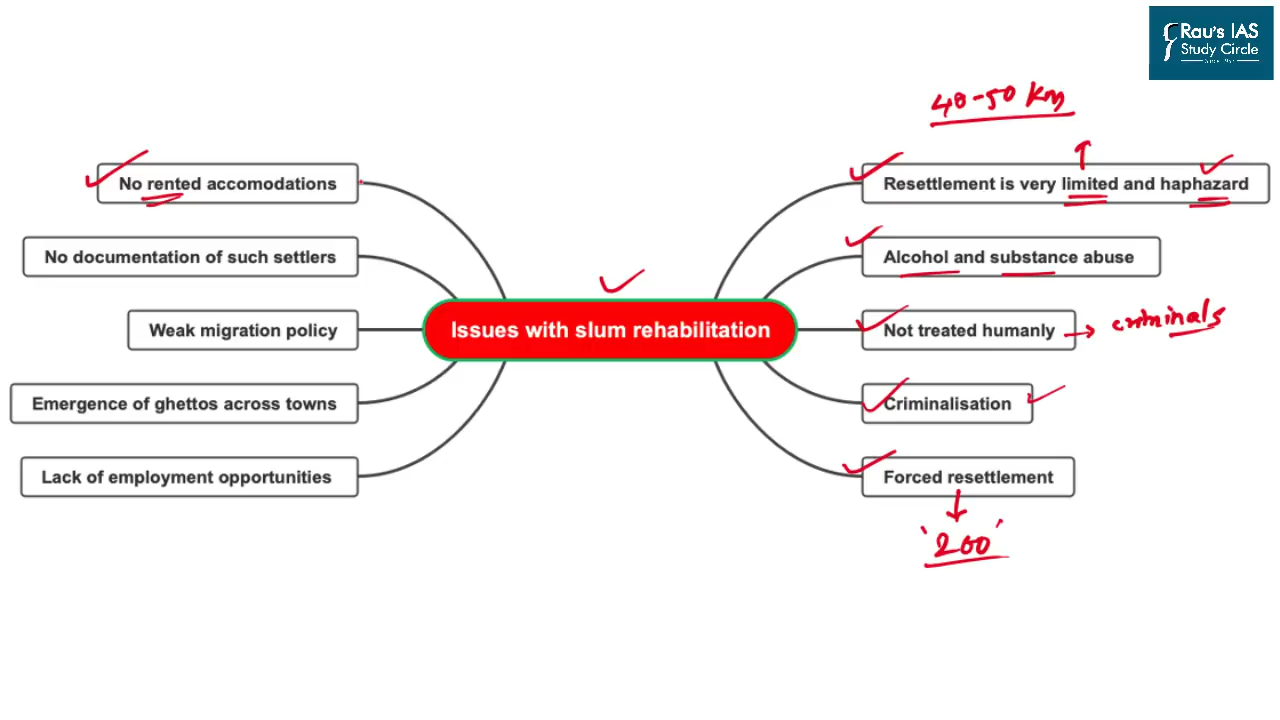 Rau's IAS
Study Circle
40-50 Km
No rented accomodations
No documentation of such settlers
Weak migration policy
Emergence of ghettos across towns
Lack of employment opportunities
Issues with slum rehabilitation
Resettlement is very limited and haphazard
Alcohol and substance abuse
Not treated humanly
criminals
Criminalisation
Forced resettlement
'200'